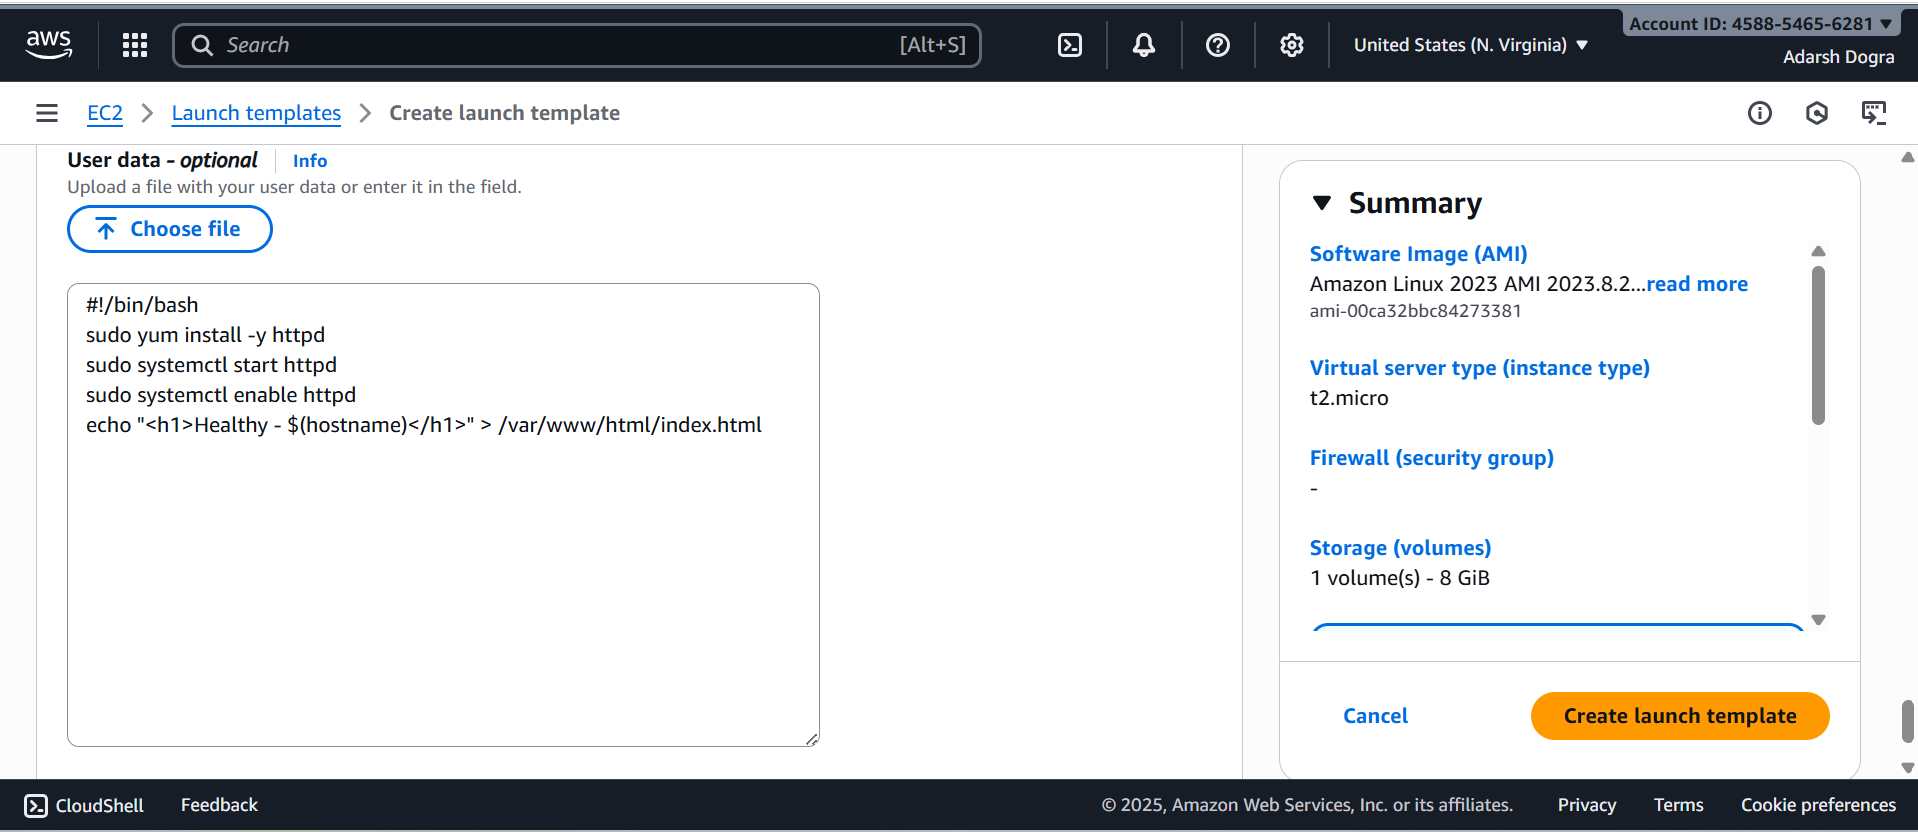 aws
Search
[Alt+S]
United States (N. Virginia)
Account ID: 4588-5465-6281
Adarsh Dogra
EC2
Launch templates
Create launch template
User data - optional
Info
Upload a file with your user data or enter it in the field.
Choose file
#!/bin/bash
sudo yum install -y httpd
sudo systemctl start httpd
sudo systemctl enable httpd
echo "<h1>Healthy - $(hostname)</h1>" > /var/www/html/index.html
Summary
Software Image (AMI)
Amazon Linux 2023 AMI 2023.8.2...read more
ami-00ca32bbc84273381
Virtual server type (instance type)
t2.micro
Firewall (security group)
-
Storage (volumes)
1 volume(s) - 8 GiB
Cancel
Create launch template
CloudShell
Feedback
© 2025, Amazon Web Services, Inc. or its affiliates.
Privacy
Terms
Cookie preferences